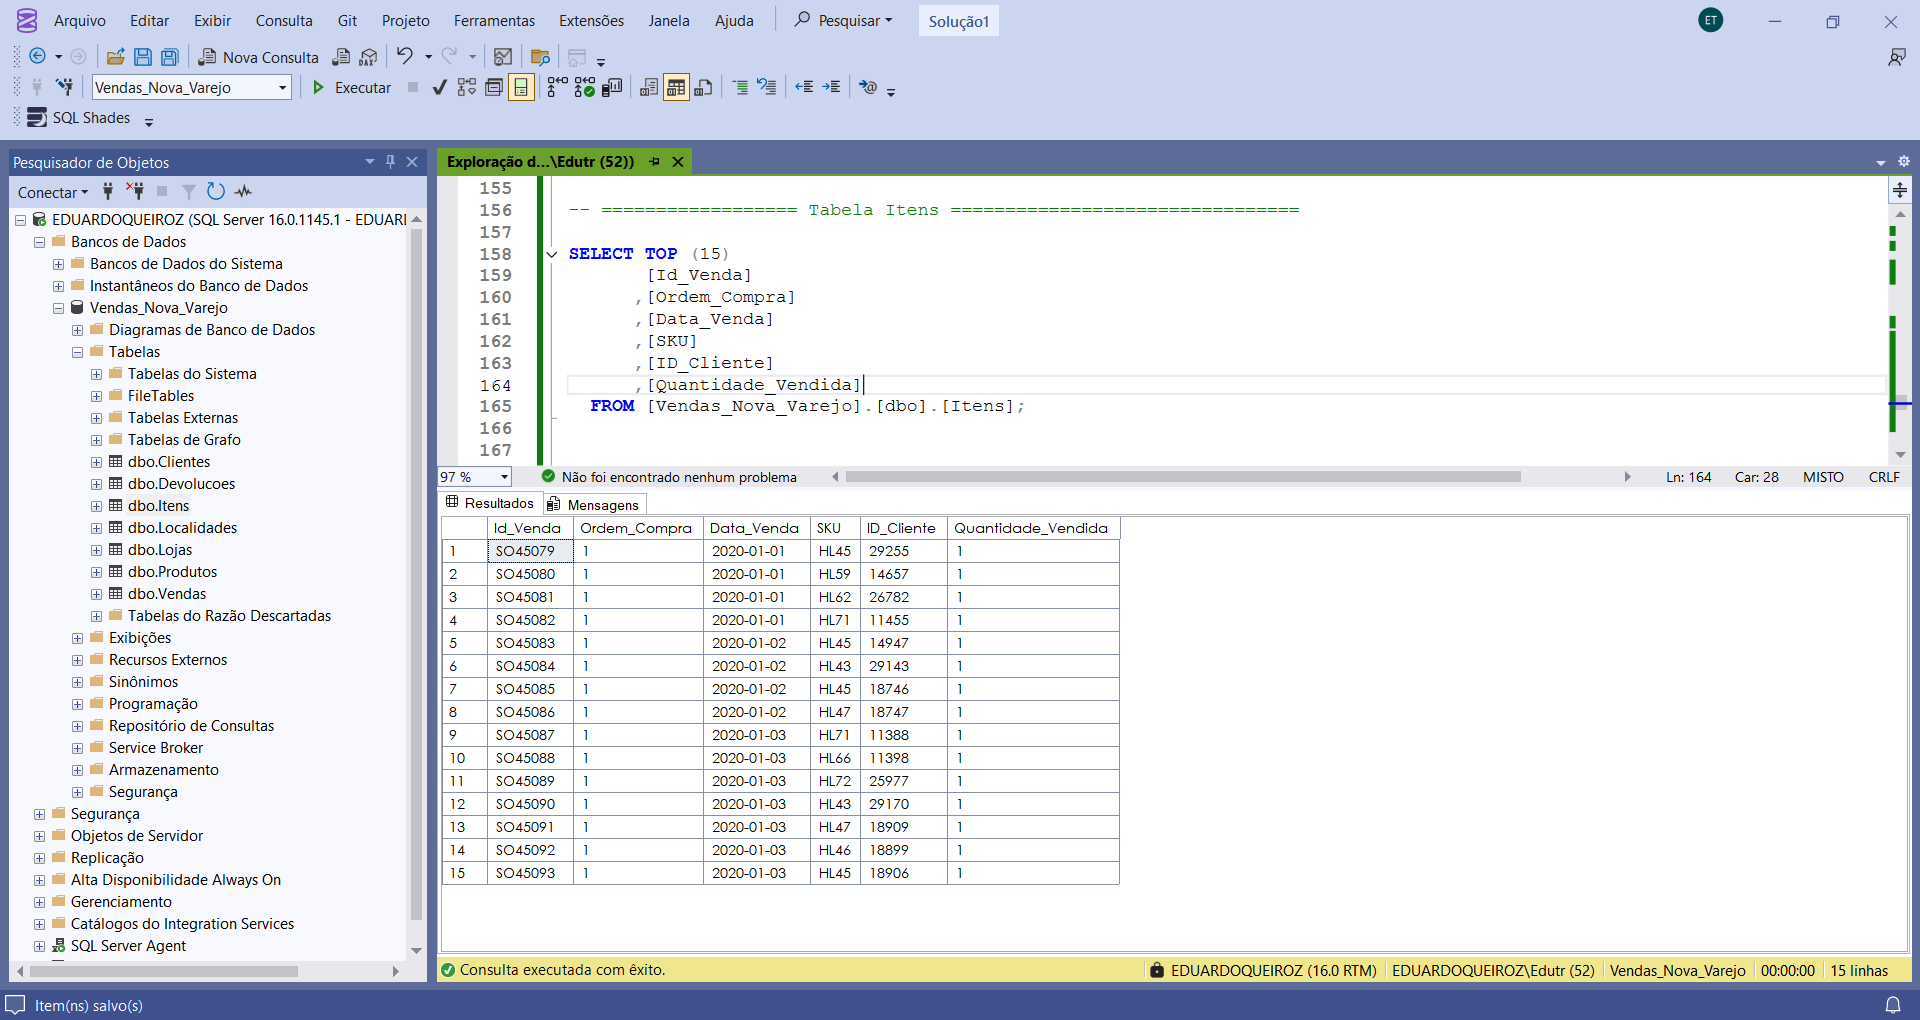 Arquivo Editar Exibir Consulta Git Projeto Ferramentas Extensões Janela Ajuda Pesquisar Solução1 ET
Nova Consulta DAX
Vendas_Nova_Varejo Executar
SQL Shades
Pesquisador de Objetos
Conectar
EDUARDOQUEIROZ (SQL Server 16.0.1145.1 - EDUARI
Bancos de Dados
Bancos de Dados do Sistema
Instantâneos do Banco de Dados
Vendas_Nova_Varejo
Diagramas de Banco de Dados
Tabelas
Tabelas do Sistema
FileTables
Tabelas Externas
Tabelas de Grafo
dbo.Clientes
dbo.Devolucoes
dbo.Itens
dbo.Localidades
dbo.Lojas
dbo.Produtos
dbo.Vendas
Tabelas do Razão Descartadas
Exibições
Recursos Externos
Sinônimos
Programação
Repositório de Consultas
Service Broker
Armazenamento
Segurança
Segurança
Objetos de Servidor
Replicação
Alta Disponibilidade Always On
Gerenciamento
Catálogos do Integration Services
SQL Server Agent
Exploração d...\Edutr (52))
155
156 -- ================== Tabela Itens ================================
157
158 SELECT TOP (15)
159 [Id_Venda]
160 ,[Ordem_Compra]
161 ,[Data_Venda]
162 ,[SKU]
163 ,[ID_Cliente]
164 ,[Quantidade_Vendida]
165 FROM [Vendas_Nova_Varejo].[dbo].[Itens];
166
167
97 % Não foi encontrado nenhum problema Ln: 164 Car: 28 MISTO CRLF
Resultados Mensagens
Id_Venda Ordem_Compra Data_Venda SKU ID_Cliente Quantidade_Vendida
1 SO45079 1 2020-01-01 HL45 29255 1
2 SO45080 1 2020-01-01 HL59 14657 1
3 SO45081 1 2020-01-01 HL62 26782 1
4 SO45082 1 2020-01-01 HL71 11455 1
5 SO45083 1 2020-01-02 HL45 14947 1
6 SO45084 1 2020-01-02 HL43 29143 1
7 SO45085 1 2020-01-02 HL45 18746 1
8 SO45086 1 2020-01-02 HL47 18747 1
9 SO45087 1 2020-01-03 HL71 11388 1
10 SO45088 1 2020-01-03 HL66 11398 1
11 SO45089 1 2020-01-03 HL72 25977 1
12 SO45090 1 2020-01-03 HL43 29170 1
13 SO45091 1 2020-01-03 HL47 18909 1
14 SO45092 1 2020-01-03 HL46 18899 1
15 SO45093 1 2020-01-03 HL45 18906 1
Consulta executada com êxito. EDUARDOQUEIROZ (16.0 RTM) EDUARDOQUEIROZ\Edutr (52) Vendas_Nova_Varejo 00:00:00 15 linhas
Item(ns) salvo(s)